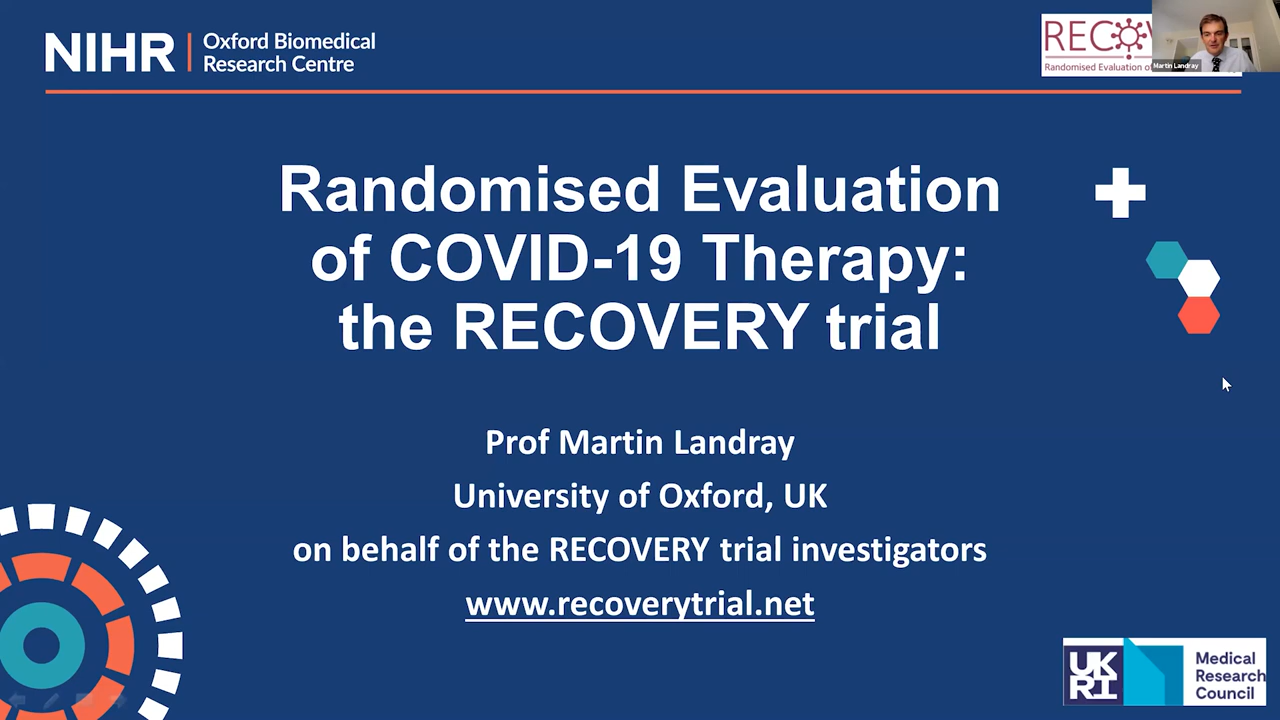 NIHR
Oxford Biomedical
Research Centre
RECOV
Randomised Evaluation of
Martin Landray
Randomised Evaluation
of COVID-19 Therapy:
the RECOVERY trial
Prof Martin Landray
University of Oxford, UK
on behalf of the RECOVERY trial investigators
www.recoverytrial.net
UK
RI
Medical
Research
Council